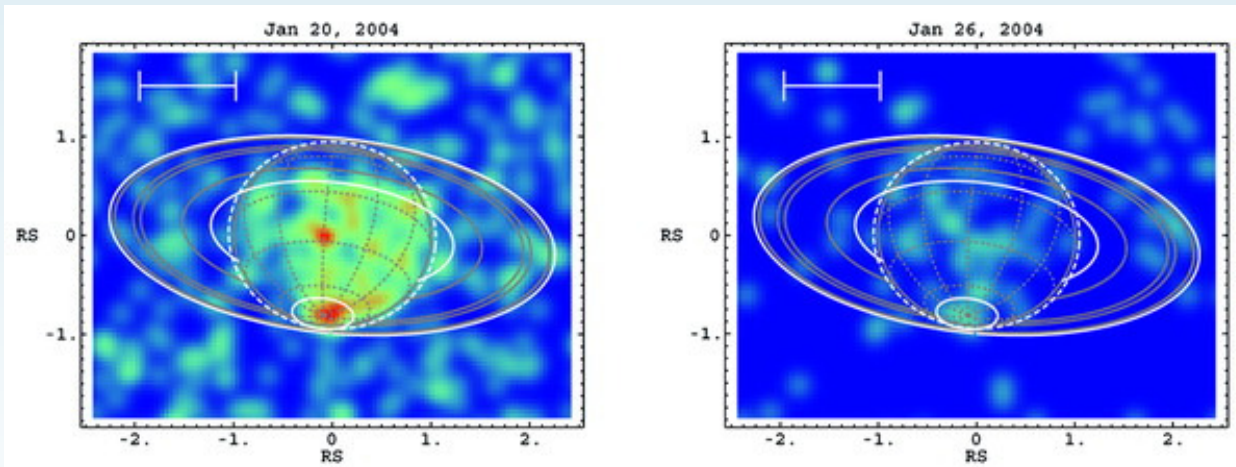 Jan 20, 2004
1.
RS 0
-1.
-2. -1. 0 1. 2.
RS
Jan 26, 2004
1.
RS 0
-1.
-2. -1. 0 1. 2.
RS